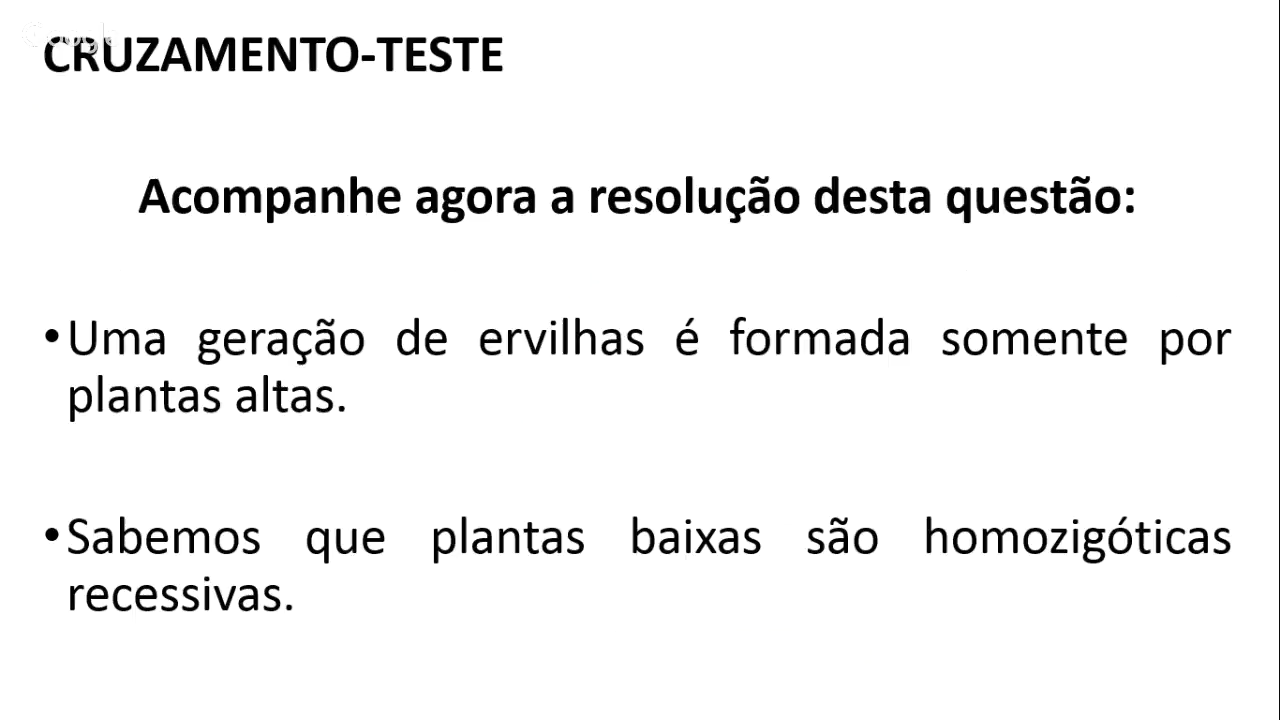 Google
CRUZAMENTO-TESTE
Acompanhe agora a resolução desta questão:
•Uma geração de ervilhas é formada somente por
plantas altas.
•Sabemos que plantas baixas são homozigóticas
recessivas.